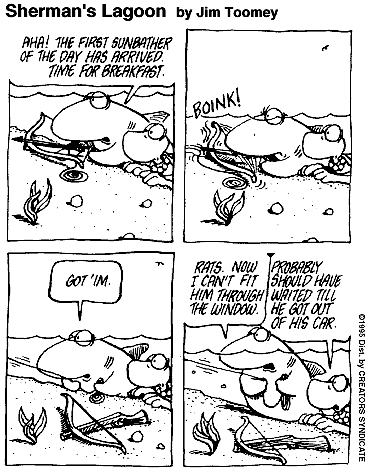 Sherman's Lagoon by Jim Toomey
AHA! THE FIRST SUNBATHER
OF THE DAY HAS ARRIVED.
TIME FOR BREAKFAST.
BOINK!
GOT 'IM.
RATS. NOW
I CAN'T FIT
HIM THROUGH
THE WINDOW.
PROBABLY
SHOULD HAVE
WAITED TILL
HE GOT OUT
OF HIS CAR.
©1995 Dist. by CREATORS SYNDICATE